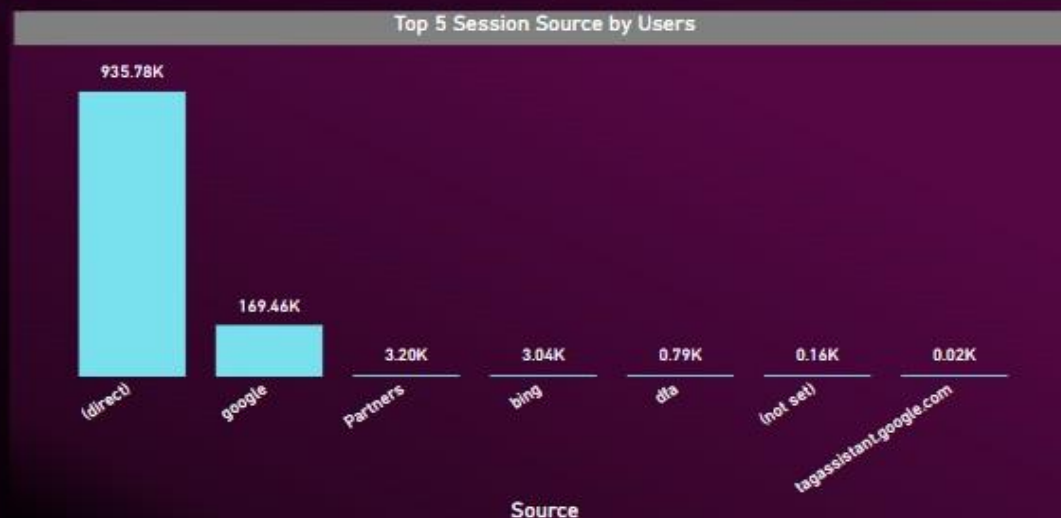 Top 5 Session Source by Users
935.78K
169.46K
3.20K
3.04K
0.79K
0.16K
0.02K
(direct)
google
Partners
bing
dfa
(not set)
tagassistant.google.com
Source